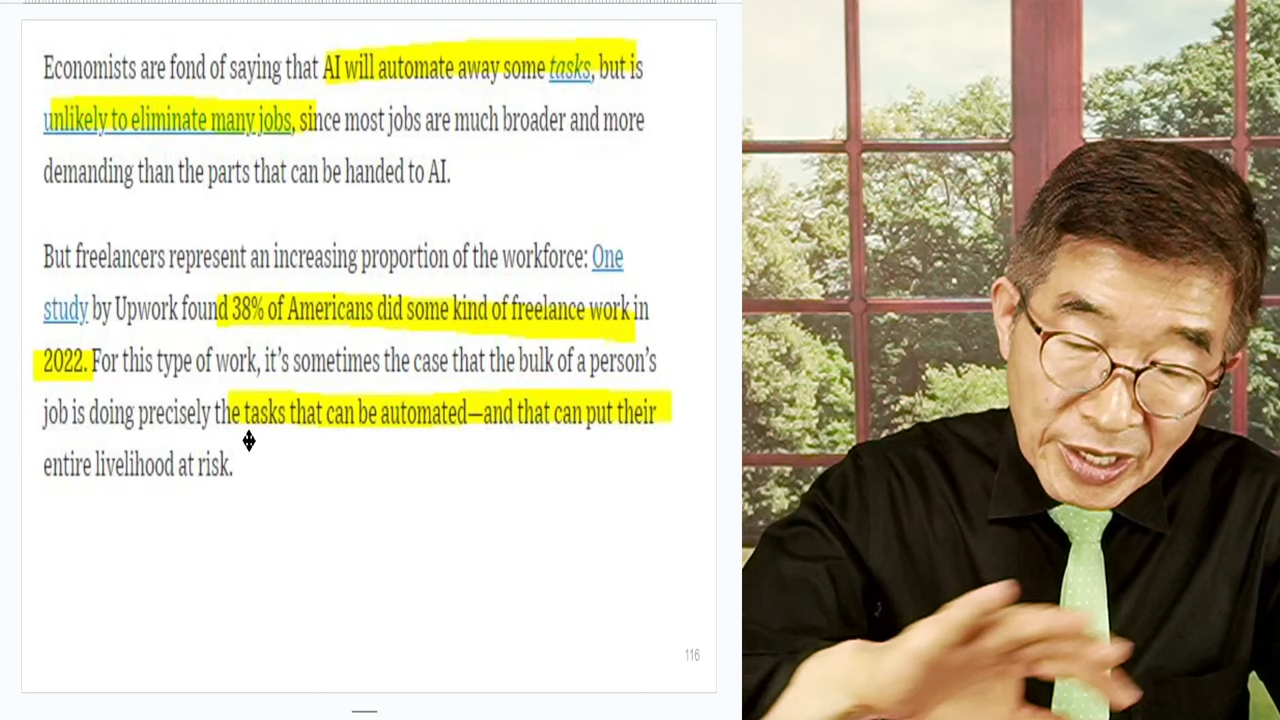 Economists are fond of saying that AI will automate away some tasks, but is
unlikely to eliminate many jobs, since most jobs are much broader and more
demanding than the parts that can be handed to AI.
But freelancers represent an increasing proportion of the workforce: One
study by Upwork found 38% of Americans did some kind of freelance work in
2022. For this type of work, it’s sometimes the case that the bulk of a person’s
job is doing precisely the tasks that can be automated—and that can put their
entire livelihood at risk.
116